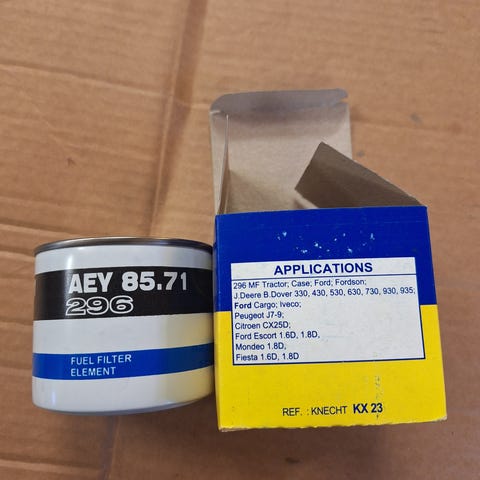 AEY 85.71
296
FUEL FILTER
ELEMENT
APPLICATIONS
296 MF Tractor; Case; Ford; Fordson;
J.Deere B.Dover 330, 430, 530, 630, 730, 930, 935;
Ford Cargo; Iveco;
Peugeot J7-9;
Citroen CX25D;
Ford Escort 1.6D, 1.8D,
Mondeo 1.8D,
Fiesta 1.6D, 1.8D
REF. : KNECHT KX 23